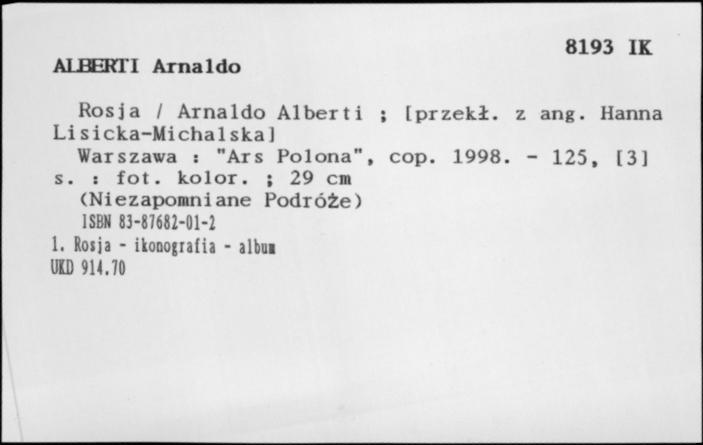 8193 IK
ALBERTI Arnaldo
Rosja / Arnaldo Alberti ; [przekł. z ang. Hanna
Lisicka-Michalska]
Warszawa : "Ars Polona", cop. 1998. - 125, [3]
s. : fot. kolor. ; 29 cm
(Niezapomniane Podróże)
ISBN 83-87682-01-2
1. Rosja - ikonografia - album
UKD 914.70